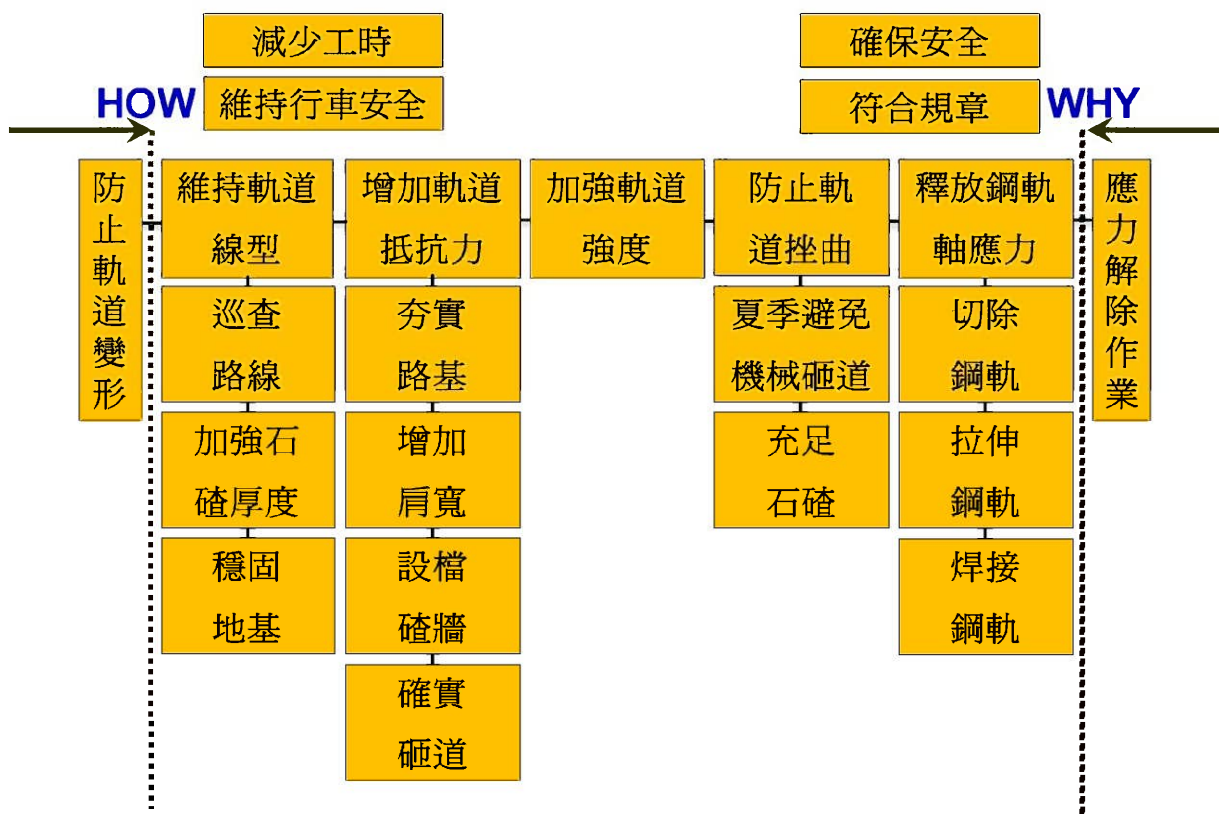 減少工時
確保安全
HOW
維持行車安全
符合規章
WHY
防止軌道變形
維持軌道
線型
增加軌道
抵抗力
加強軌道
強度
防止軌
道挫曲
釋放鋼軌
軸應力
應力解除作業
巡查
路線
夯實
路基
夏季避免
機械砸道
切除
鋼軌
加強石
碴厚度
增加
肩寬
充足
石碴
拉伸
鋼軌
穩固
地基
設檔
碴牆
焊接
鋼軌
確實
砸道